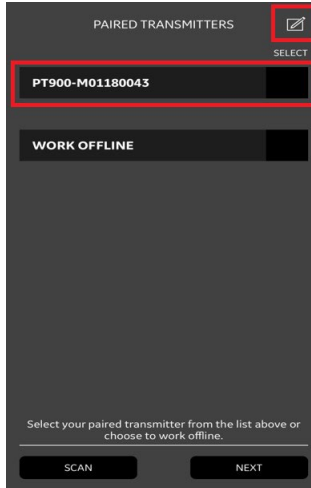 PAIRED TRANSMITTERS
SELECT
PT900-M01180043
WORK OFFLINE
Select your paired transmitter from the list above or
choose to work offline.
SCAN NEXT